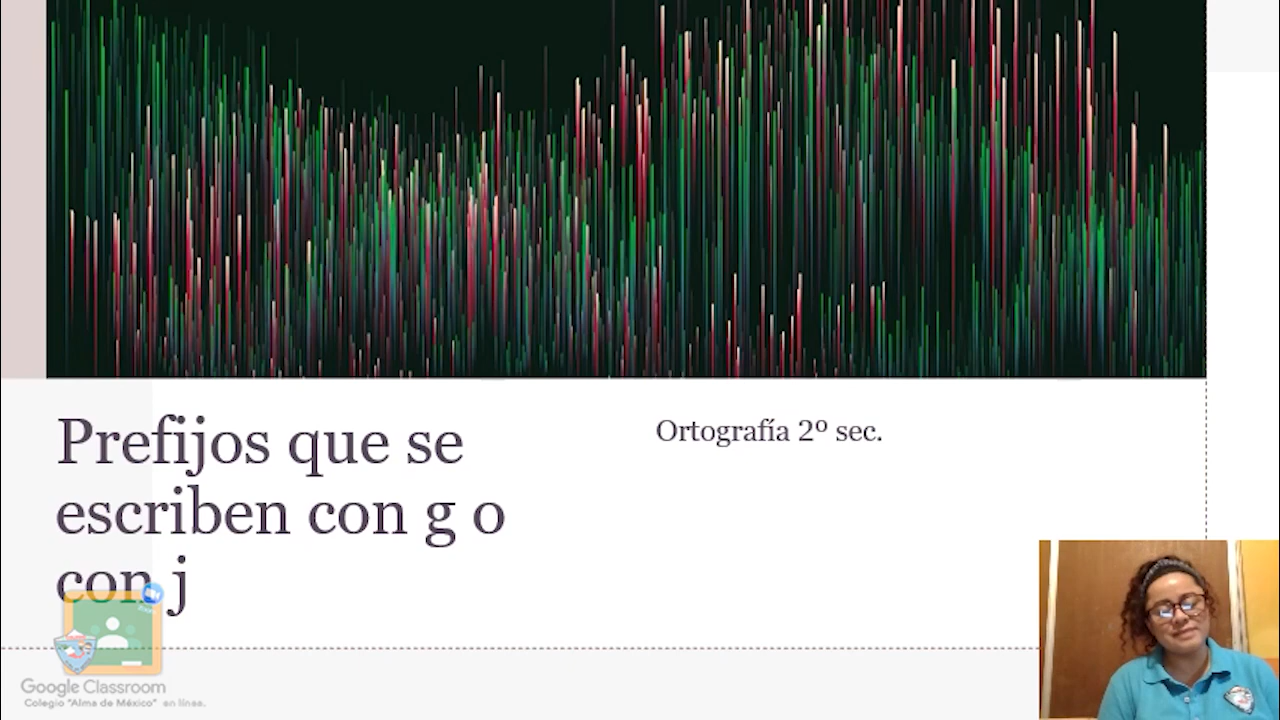 Prefijos que se
escriben con g o
con j
Ortografía 2º sec.
Google Classroom
Colegio "Alma de México" en línea.